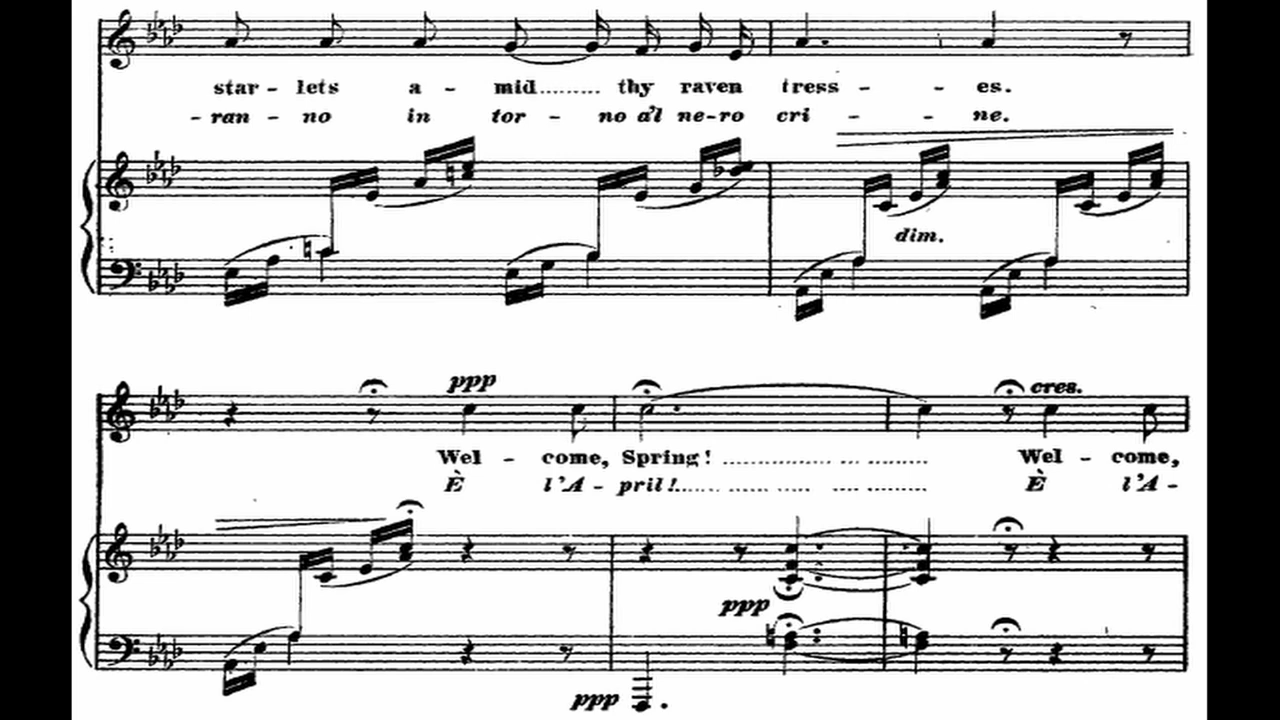 star - lets a - mid......... thy raven tress - - es.
- ran - no in tor - no a'l ne-ro cri - - ne.
dim.
ppp cres.
Wel - come, Spring! ........................ Wel - come,
È l'A - pril!........................ È l'A -
ppp
ppp